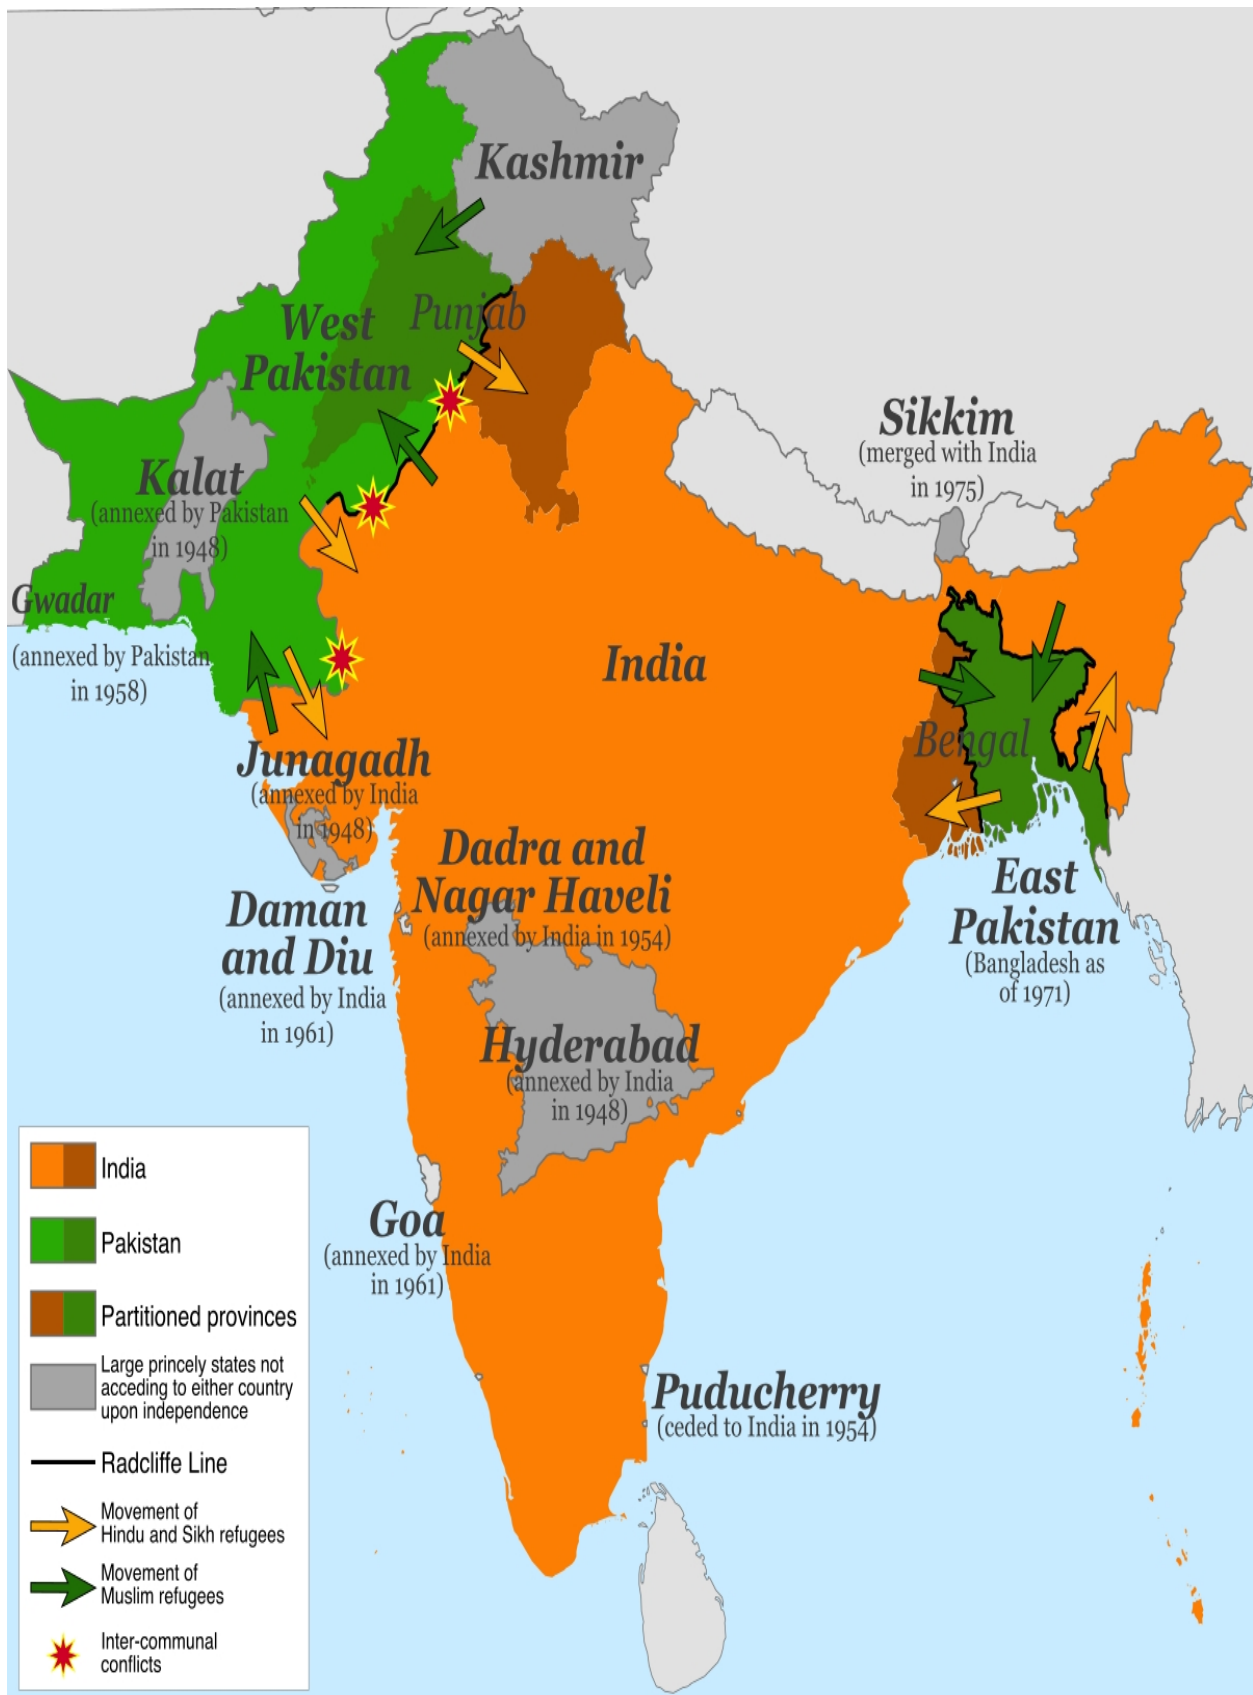 Kashmir
Punjab
West
Pakistan
Sikkim
(merged with India
in 1975)
Kalat
(annexed by Pakistan
in 1948)
Gwadar
(annexed by Pakistan
in 1958)
India
Bengal
Junagadh
(annexed by India
in 1948)
Dadra and
Nagar Haveli
(annexed by India in 1954)
East
Pakistan
(Bangladesh as
of 1971)
Daman
and Diu
(annexed by India
in 1961)
Hyderabad
(annexed by India
in 1948)
Goa
(annexed by India
in 1961)
Puducherry
(ceded to India in 1954)
India
Pakistan
Partitioned provinces
Large princely states not
acceding to either country
upon independence
Radcliffe Line
Movement of
Hindu and Sikh refugees
Movement of
Muslim refugees
Inter-communal
conflicts